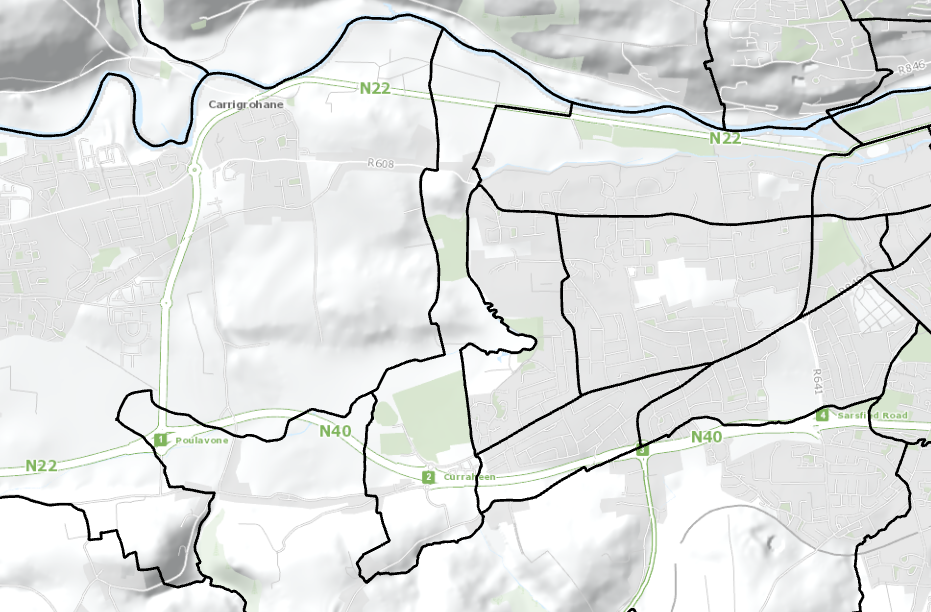 R846
N22
Carrigrohane
N22
R608
R641
Sarsfield Road
4
N40
N40
1
Poulavone
3
N22
2
Curraheen